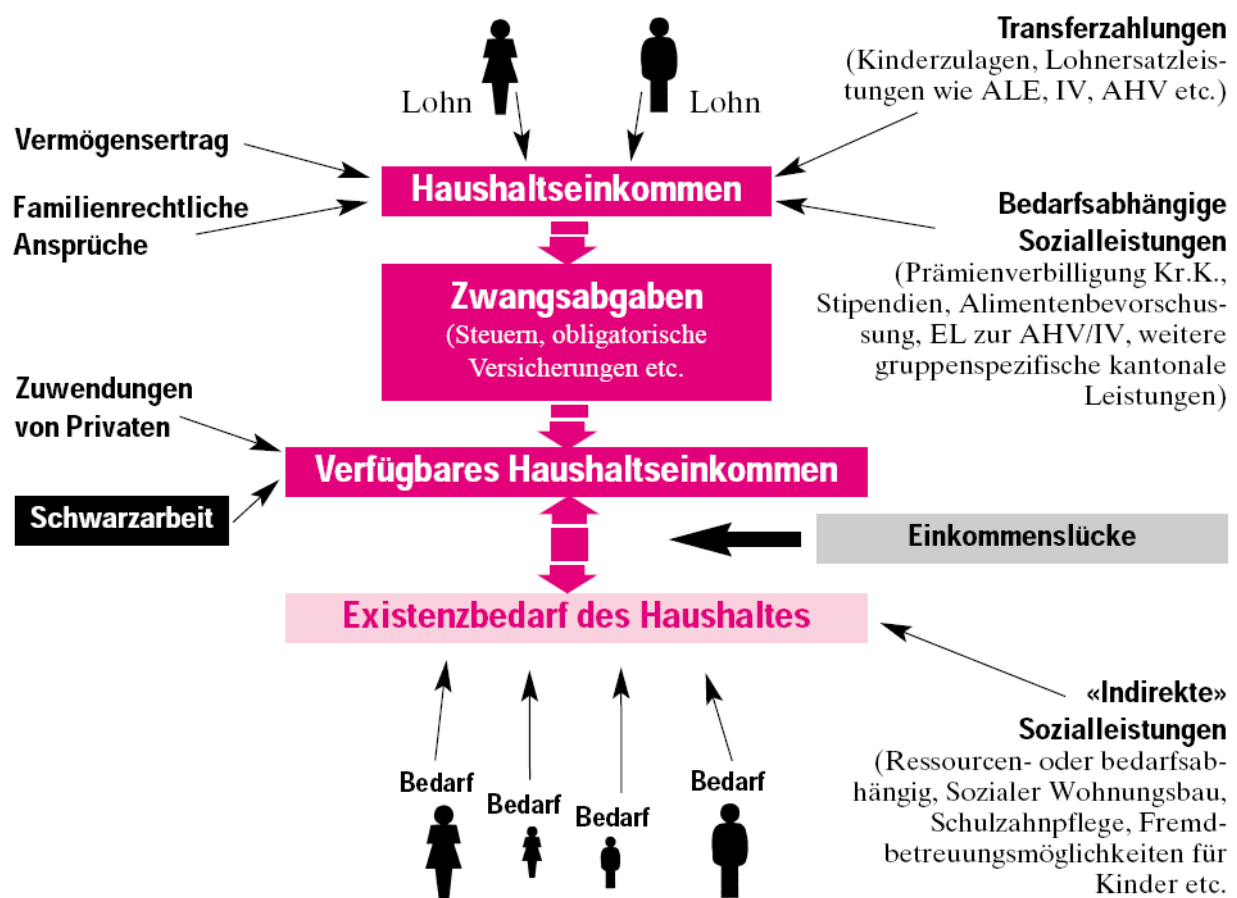 Transferzahlungen
(Kinderzulagen, Lohnersatzleis-
tungen wie ALE, IV, AHV etc.)
Lohn
Lohn
Vermögensertrag
Familienrechtliche
Ansprüche
Haushaltseinkommen
Bedarfsabhängige
Sozialleistungen
(Prämienverbilligung Kr.K.,
Stipendien, Alimentenbevorschus-
sung, EL zur AHV/IV, weitere
gruppenspezifische kantonale
Leistungen)
Zwangsabgaben
(Steuern, obligatorische
Versicherungen etc.
Zuwendungen
von Privaten
Schwarzarbeit
Verfügbares Haushaltseinkommen
Einkommenslücke
Existenzbedarf des Haushaltes
«Indirekte»
Sozialleistungen
(Ressourcen- oder bedarfsab-
hängig, Sozialer Wohnungsbau,
Schulzahnpflege, Fremd-
betreuungsmöglichkeiten für
Kinder etc.
Bedarf
Bedarf
Bedarf
Bedarf